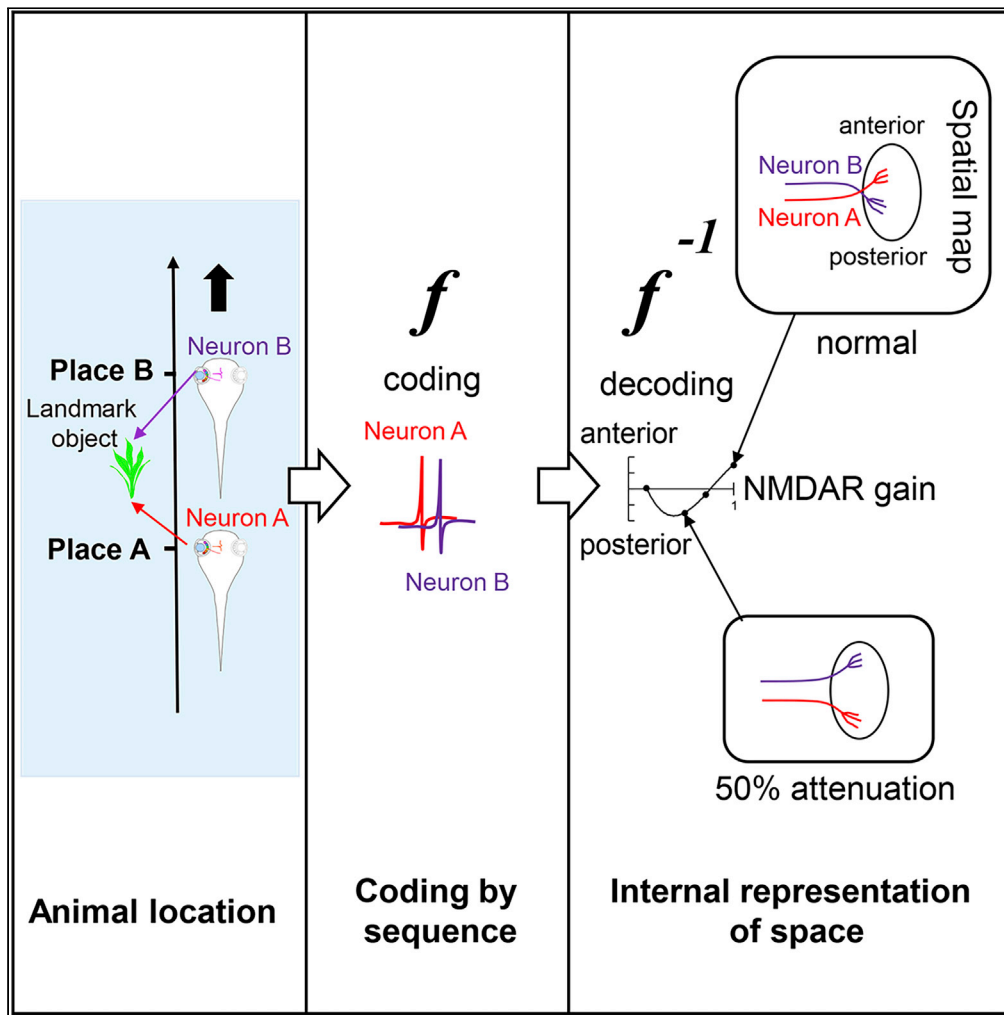 Neuron B
Place B
Landmark
object
Neuron A
Place A
Animal location
f
coding
Neuron A
Neuron B
Coding by
sequence
f -1
decoding
anterior
posterior
NMDAR gain
1
Spatial map
anterior
Neuron B
Neuron A
posterior
normal
50% attenuation
Internal representation
of space